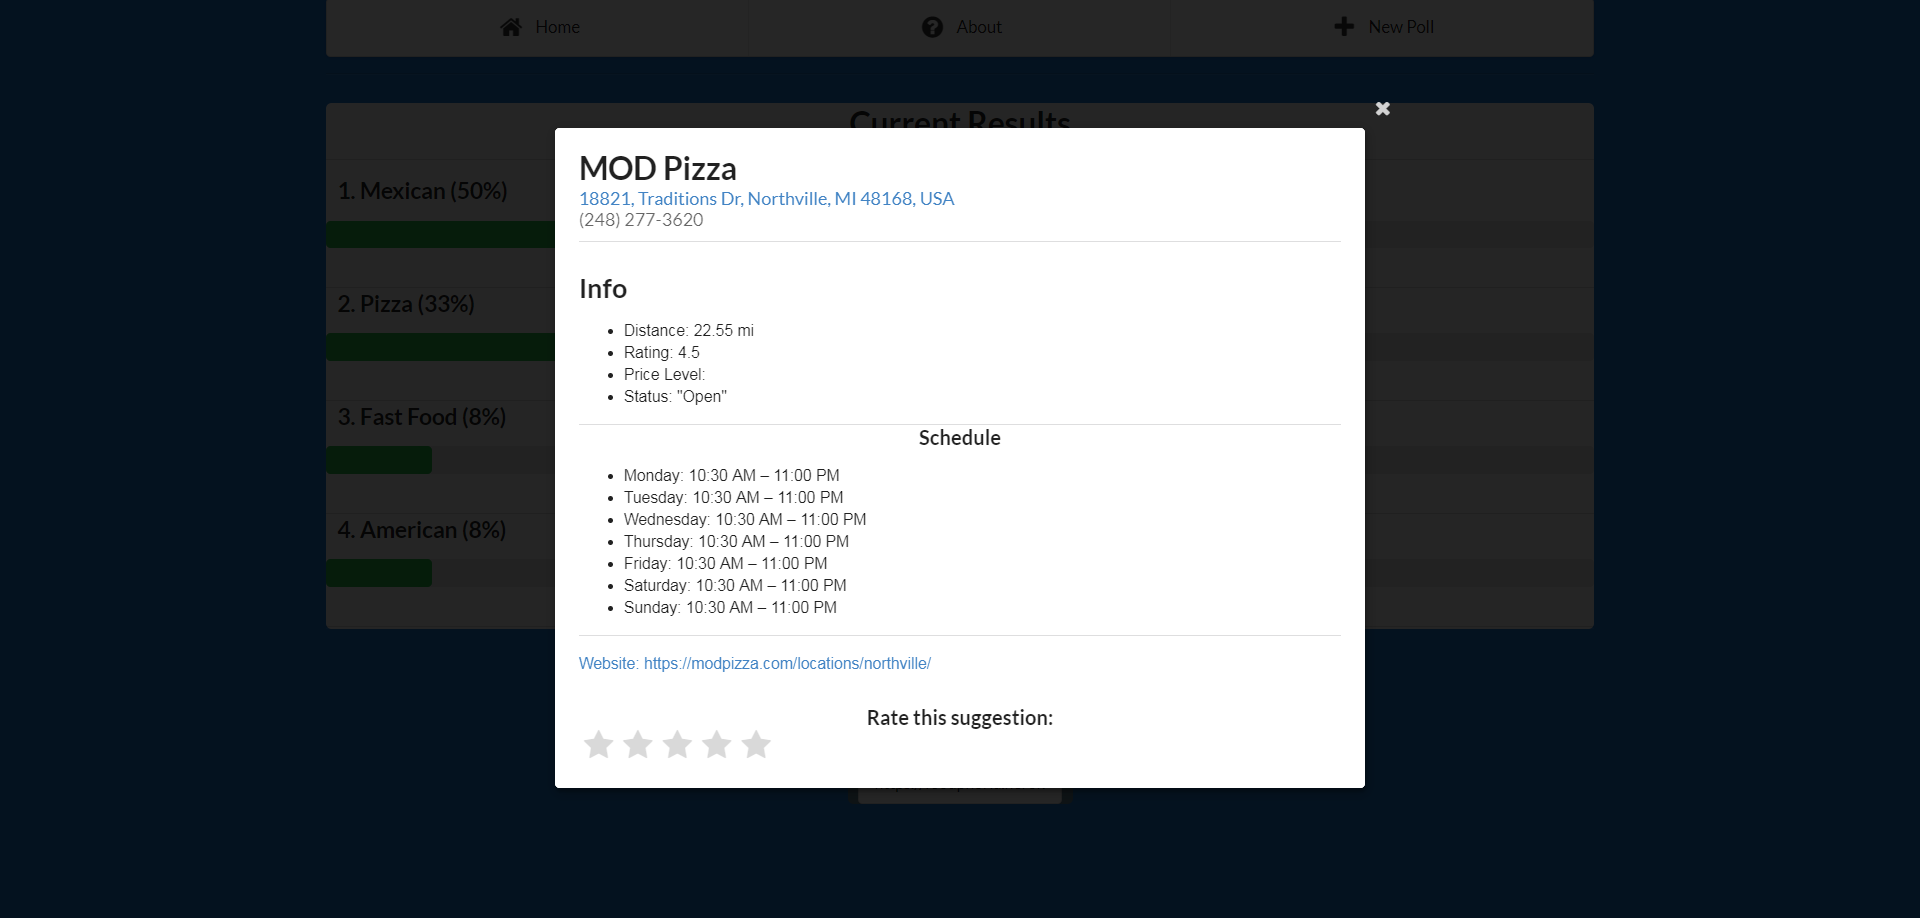 Home
About
New Poll
Current Results
1. Mexican (50%)
2. Pizza (33%)
3. Fast Food (8%)
4. American (8%)
MOD Pizza
18821, Traditions Dr, Northville, MI 48168, USA
(248) 277-3620
Info
Distance: 22.55 mi
Rating: 4.5
Price Level:
Status: "Open"
Schedule
Monday: 10:30 AM – 11:00 PM
Tuesday: 10:30 AM – 11:00 PM
Wednesday: 10:30 AM – 11:00 PM
Thursday: 10:30 AM – 11:00 PM
Friday: 10:30 AM – 11:00 PM
Saturday: 10:30 AM – 11:00 PM
Sunday: 10:30 AM – 11:00 PM
Website: https://modpizza.com/locations/northville/
Rate this suggestion: